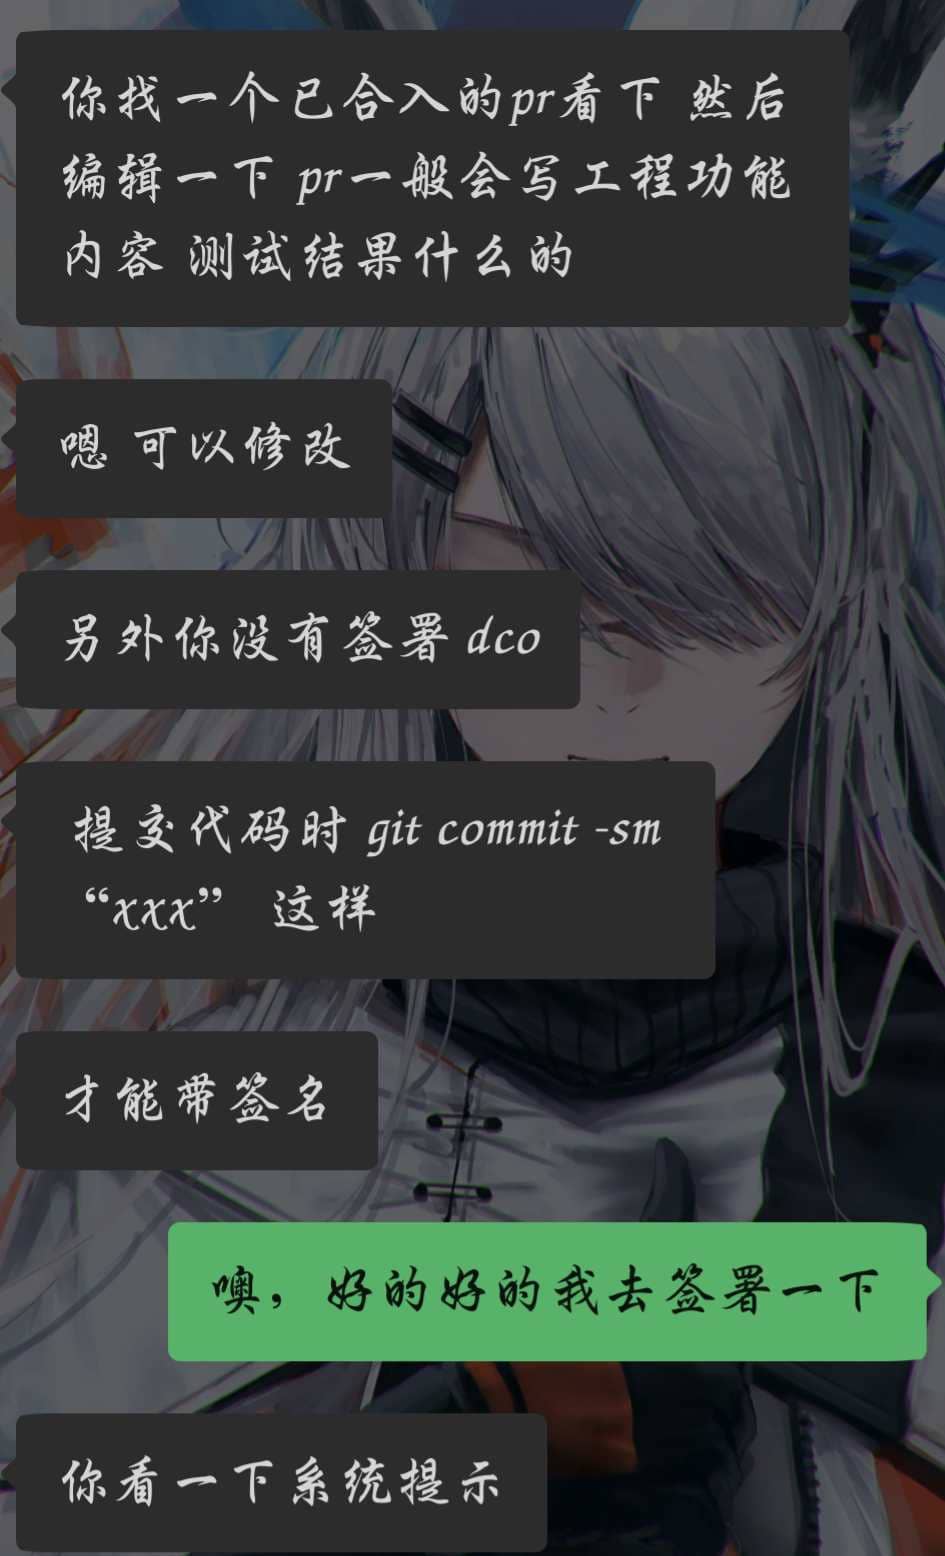 你找一个已合入的pr看下 然后
编辑一下 pr一般会写工程功能
内容 测试结果什么的
嗯 可以修改
另外你没有签署 dco
提交代码时 git commit -sm
“xxx” 这样
才能带签名
噢，好的好的我去签署一下
你看一下系统提示